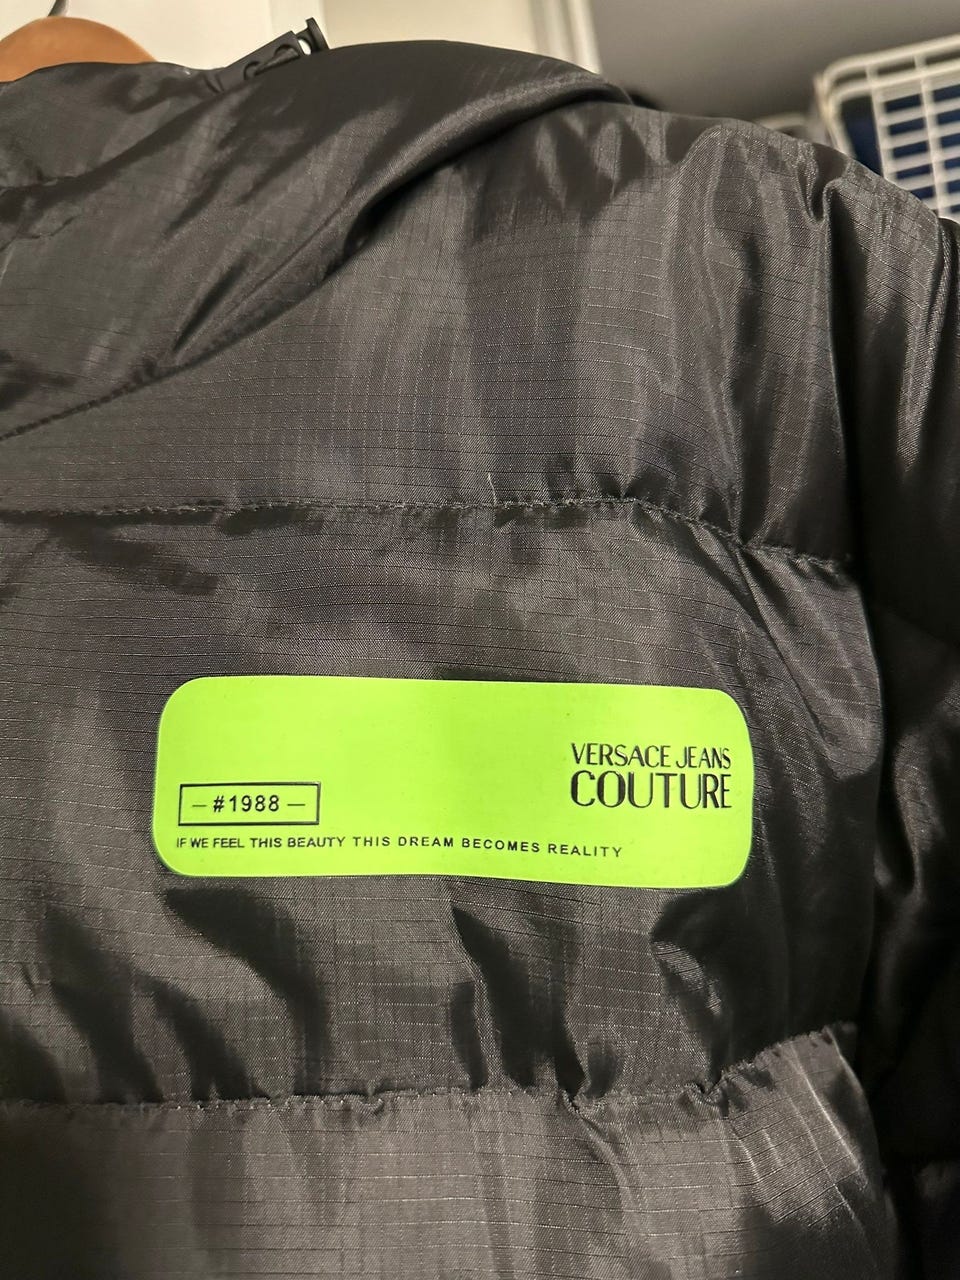 VERSACE JEANS
COUTURE
— #1988 —
IF WE FEEL THIS BEAUTY THIS DREAM BECOMES REALITY